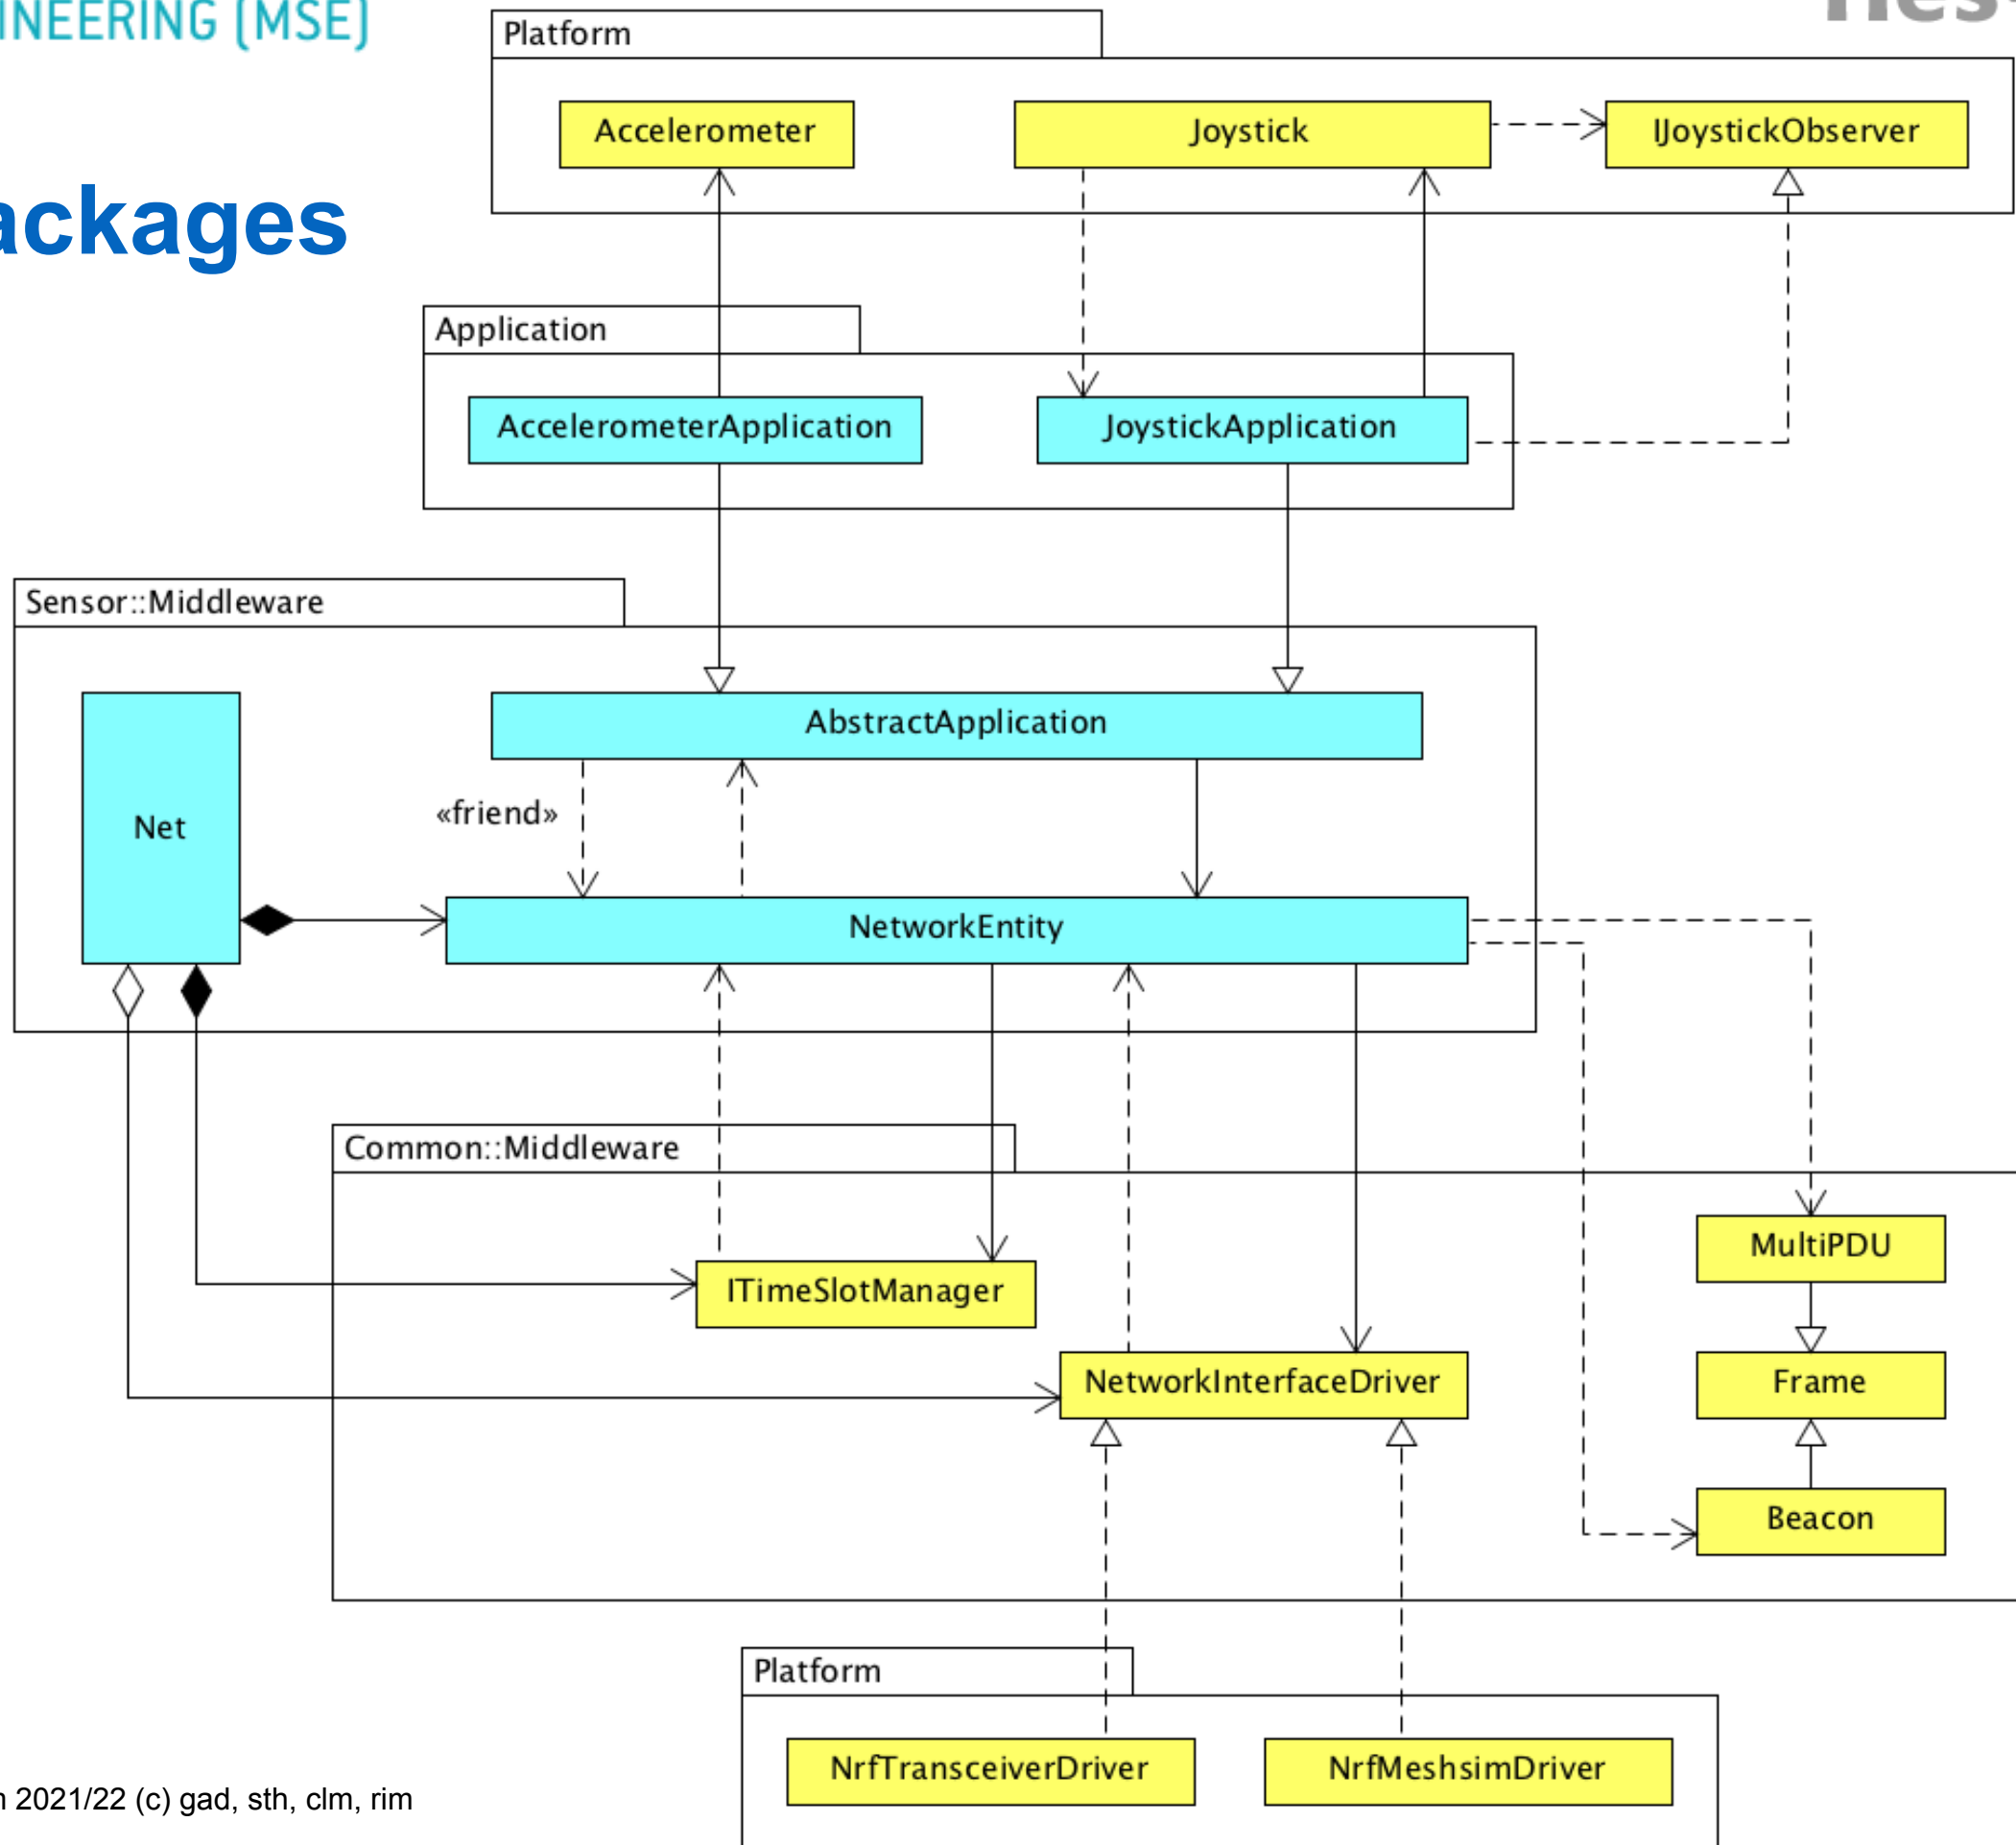 INEERING (MSE)
Platform
Accelerometer
Joystick
IJoystickObserver
ackages
Application
AccelerometerApplication
JoystickApplication
Sensor::Middleware
AbstractApplication
Net
«friend»
NetworkEntity
Common::Middleware
MultiPDU
ITimeSlotManager
NetworkInterfaceDriver
Frame
Beacon
Platform
NrfTransceiverDriver
NrfMeshsimDriver
2021/22 (c) gad, sth, clm, rim